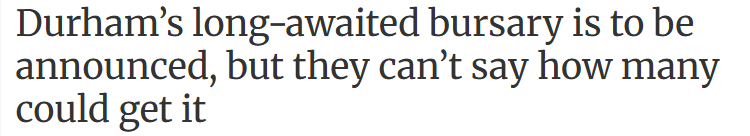 Durham’s long-awaited bursary is to be
announced, but they can’t say how many
could get it